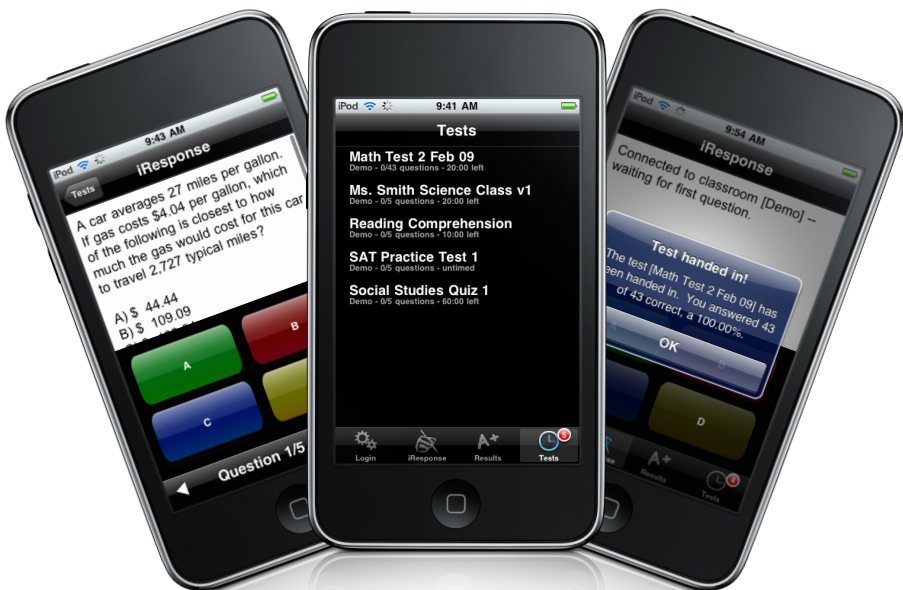 iPod
9:43 AM
Tests
iResponse
A car averages 27 miles per gallon.
If gas costs $4.04 per gallon, which
of the following is closest to how
much the gas would cost for this car
to travel 2,727 typical miles?
A) $ 44.44
B) $ 109.09
A
B
C
Question 1/5
iPod
9:41 AM
Tests
Math Test 2 Feb 09
Demo - 0/43 questions - 20:00 left
Ms. Smith Science Class v1
Demo - 0/5 questions - 20:00 left
Reading Comprehension
Demo - 0/5 questions - 10:00 left
SAT Practice Test 1
Demo - 0/5 questions - untimed
Social Studies Quiz 1
Demo - 0/5 questions - 60:00 left
Login
iResponse
Results
Tests
5
iPod
9:54 AM
iResponse
Connected to classroom [Demo] --
waiting for first question.
Test handed in!
The test [Math Test 2 Feb 09] has
been handed in. You answered 43
of 43 correct, a 100.00%.
OK
D
Results
Tests